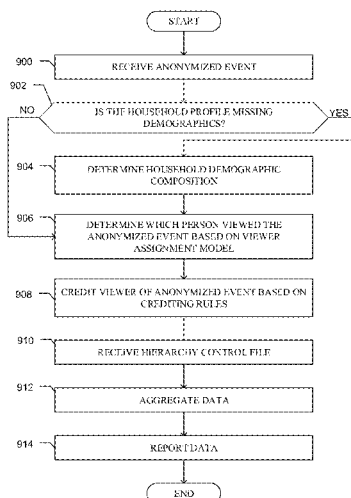 START
900
RECEIVE ANONYMIZED EVENT
902
NO
IS THE HOUSEHOLD PROFILE MISSING
DEMOGRAPHICS?
YES
904
DETERMINE HOUSEHOLD DEMOGRAPHIC
COMPOSITION
906
DETERMINE WHICH PERSON VIEWED THE
ANONYMIZED EVENT BASED ON VIEWER
ASSIGNMENT MODEL
908
CREDIT VIEWER OF ANONYMIZED EVENT BASED ON
CREDITING RULES
910
RECEIVE HIERARCHY CONTROL FILE
912
AGGREGATE DATA
914
REPORT DATA
END